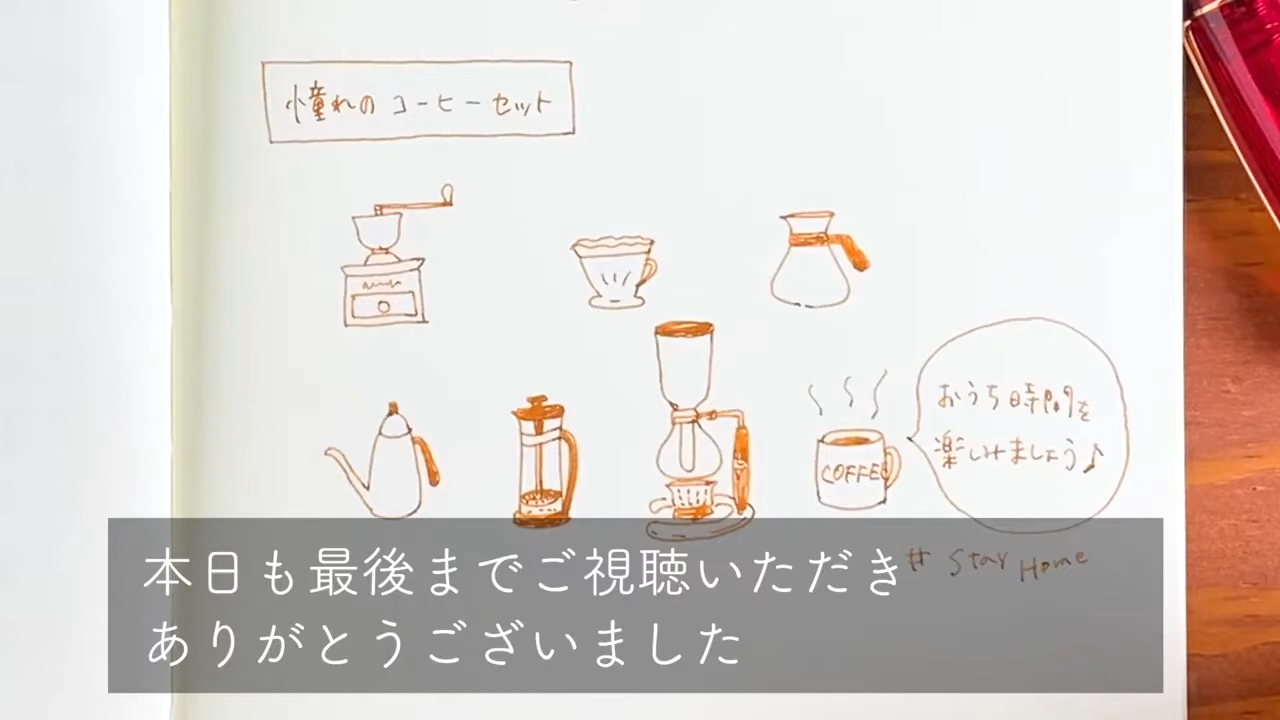 憧れのコーヒーセット
COFFEE
おうち時間を
楽しみましょう♪
# Stay Home
本日も最後までご視聴いただき
ありがとうございました